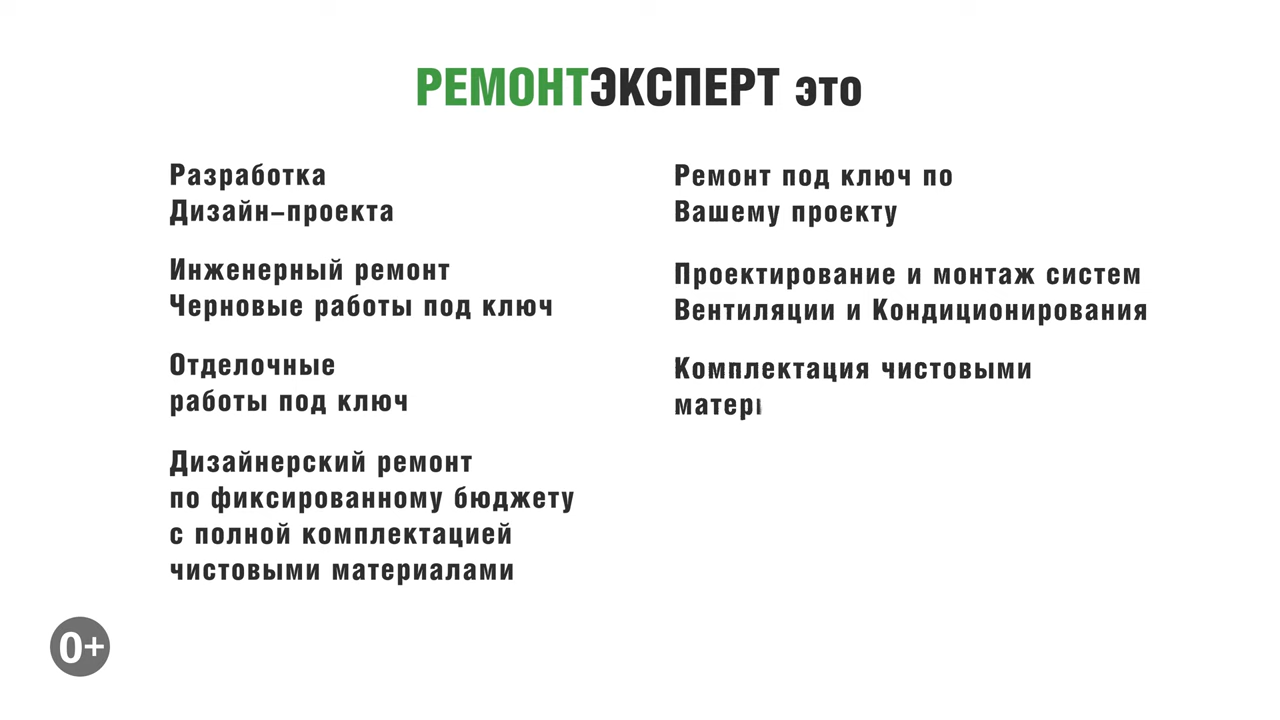 РЕМОНТЭКСПЕРТ это
Разработка
Дизайн–проекта
Инженерный ремонт
Черновые работы под ключ
Отделочные
работы под ключ
Дизайнерский ремонт
по фиксированному бюджету
с полной комплектацией
чистовыми материалами
Ремонт под ключ по
Вашему проекту
Проектирование и монтаж систем
Вентиляции и Кондиционирования
Комплектация чистовыми
0+